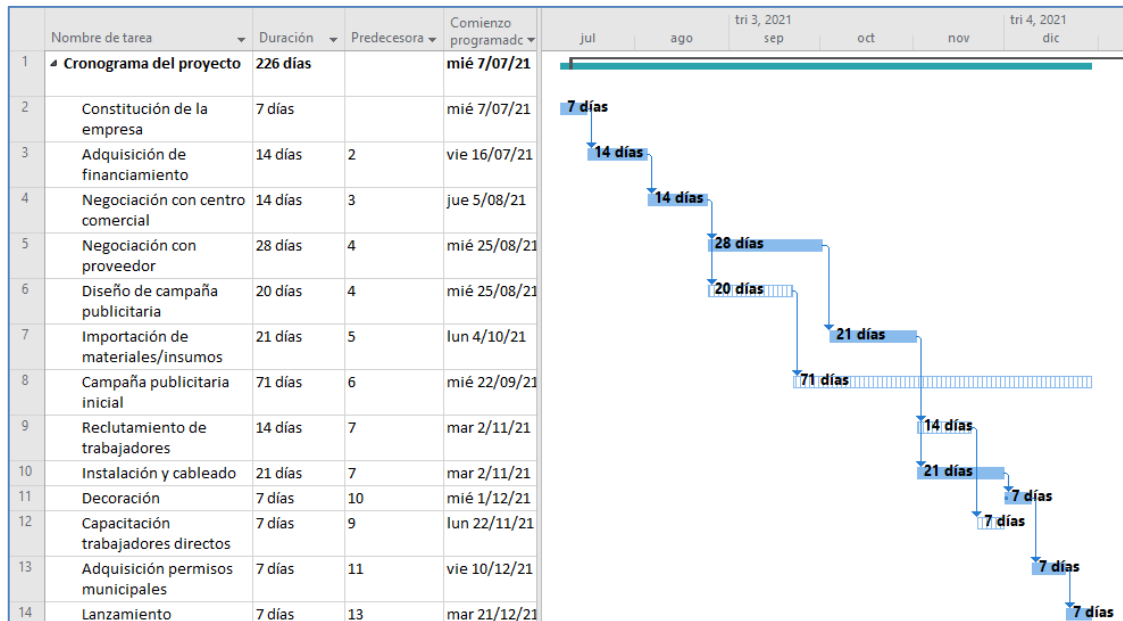 tri 3, 2021 tri 4, 2021
Nombre de tarea Duración Predecesora Comienzo programadc jul ago sep oct nov dic
1 Cronograma del proyecto 226 días mié 7/07/21
2 Constitución de la empresa 7 días mié 7/07/21 7 días
3 Adquisición de financiamiento 14 días 2 vie 16/07/21 14 días
4 Negociación con centro comercial 14 días 3 jue 5/08/21 14 días
5 Negociación con proveedor 28 días 4 mié 25/08/21 28 días
6 Diseño de campaña publicitaria 20 días 4 mié 25/08/21 20 días
7 Importación de materiales/insumos 21 días 5 lun 4/10/21 21 días
8 Campaña publicitaria inicial 71 días 6 mié 22/09/21 71 días
9 Reclutamiento de trabajadores 14 días 7 mar 2/11/21 14 días
10 Instalación y cableado 21 días 7 mar 2/11/21 21 días
11 Decoración 7 días 10 mié 1/12/21 7 días
12 Capacitación trabajadores directos 7 días 9 lun 22/11/21 7 días
13 Adquisición permisos municipales 7 días 11 vie 10/12/21 7 días
14 Lanzamiento 7 días 13 mar 21/12/21 7 días